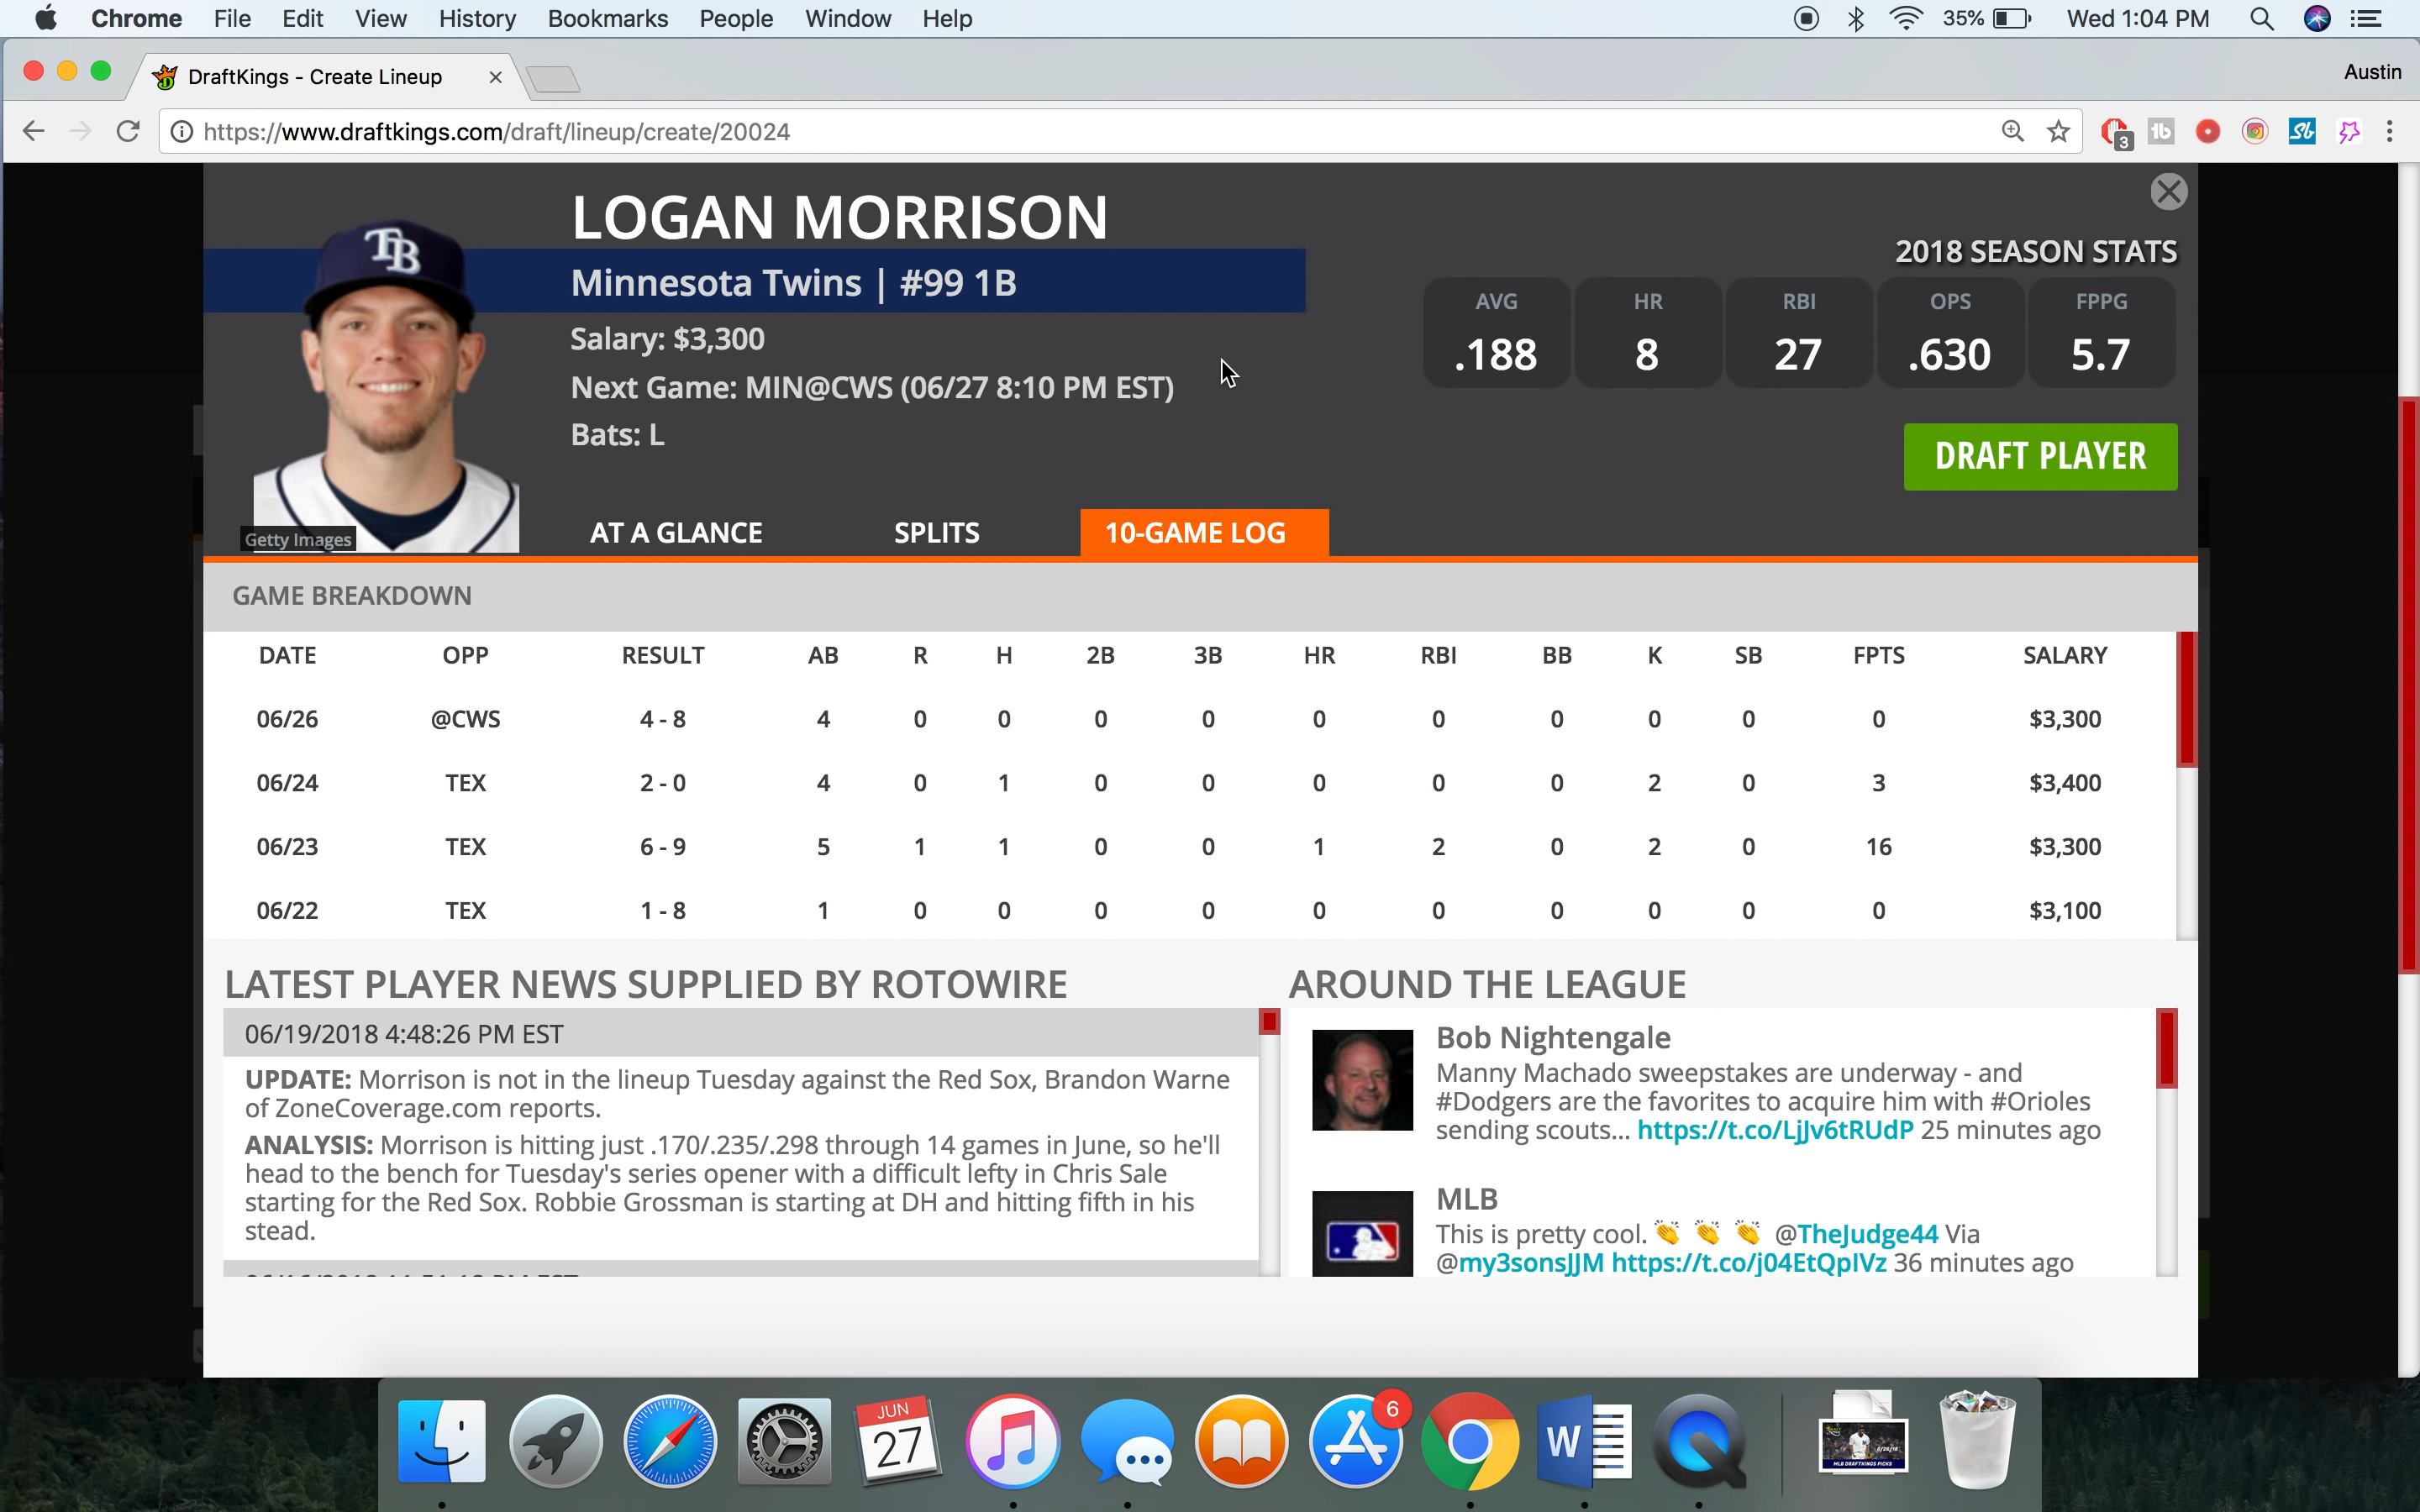 Chrome File Edit View History Bookmarks People Window Help 35% Wed 1:04 PM
DraftKings - Create Lineup Austin
https://www.draftkings.com/draft/lineup/create/20024 3 tb Sb
TB
LOGAN MORRISON
Minnesota Twins | #99 1B
Salary: $3,300
Next Game: MIN@CWS (06/27 8:10 PM EST)
Bats: L
Getty Images
2018 SEASON STATS
AVG HR RBI OPS FPPG
.188 8 27 .630 5.7
DRAFT PLAYER
AT A GLANCE SPLITS 10-GAME LOG
GAME BREAKDOWN
DATE OPP RESULT AB R H 2B 3B HR RBI BB K SB FPTS SALARY
06/26 @CWS 4 - 8 4 0 0 0 0 0 0 0 0 0 0 $3,300
06/24 TEX 2 - 0 4 0 1 0 0 0 0 0 2 0 3 $3,400
06/23 TEX 6 - 9 5 1 1 0 0 1 2 0 2 0 16 $3,300
06/22 TEX 1 - 8 1 0 0 0 0 0 0 0 0 0 0 $3,100
LATEST PLAYER NEWS SUPPLIED BY ROTOWIRE
06/19/2018 4:48:26 PM EST
UPDATE: Morrison is not in the lineup Tuesday against the Red Sox, Brandon Warne
of ZoneCoverage.com reports.
ANALYSIS: Morrison is hitting just .170/.235/.298 through 14 games in June, so he'll
head to the bench for Tuesday's series opener with a difficult lefty in Chris Sale
starting for the Red Sox. Robbie Grossman is starting at DH and hitting fifth in his
stead.
AROUND THE LEAGUE
Bob Nightengale
Manny Machado sweepstakes are underway - and
#Dodgers are the favorites to acquire him with #Orioles
sending scouts... https://t.co/LjJv6tRUdP 25 minutes ago
MLB
This is pretty cool. 👏 👏 👏 @TheJudge44 Via
@my3sonsJJM https://t.co/j04EtQpIVz 36 minutes ago
JUN
27
6
W
MLB DRAFTKINGS PICKS